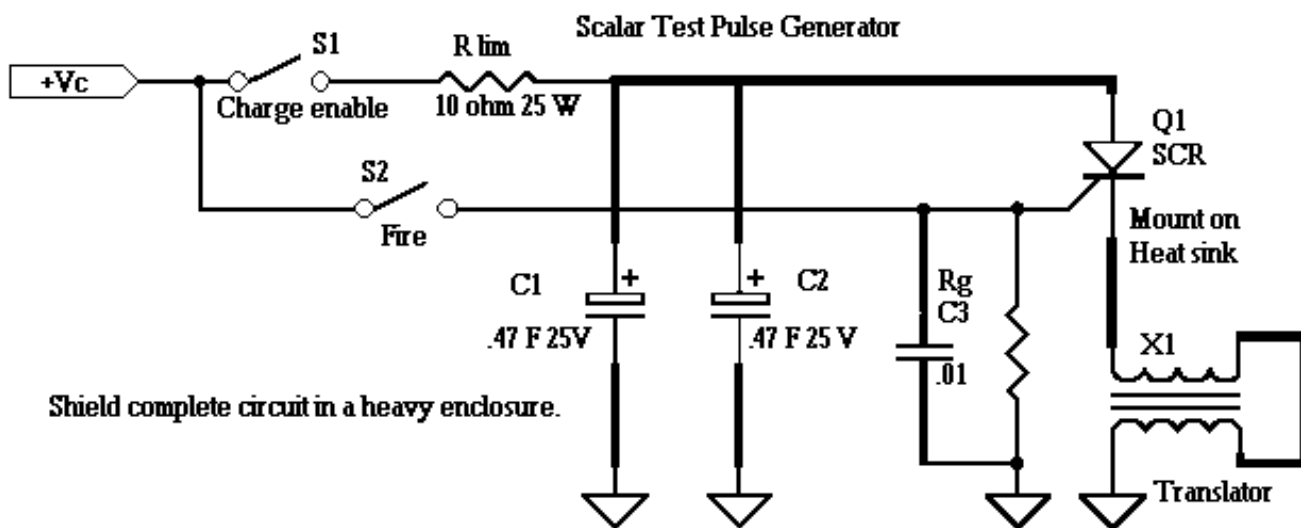 Scalar Test Pulse Generator
S1
R lim
+Vc
Charge enable
10 ohm 25 W
Q1
SCR
S2
Fire
Mount on
Heat sink
C1
+
+
C2
Rg
C3
.47 F 25V
.47 F 25 V
X1
.01
Shield complete circuit in a heavy enclosure.
Translator